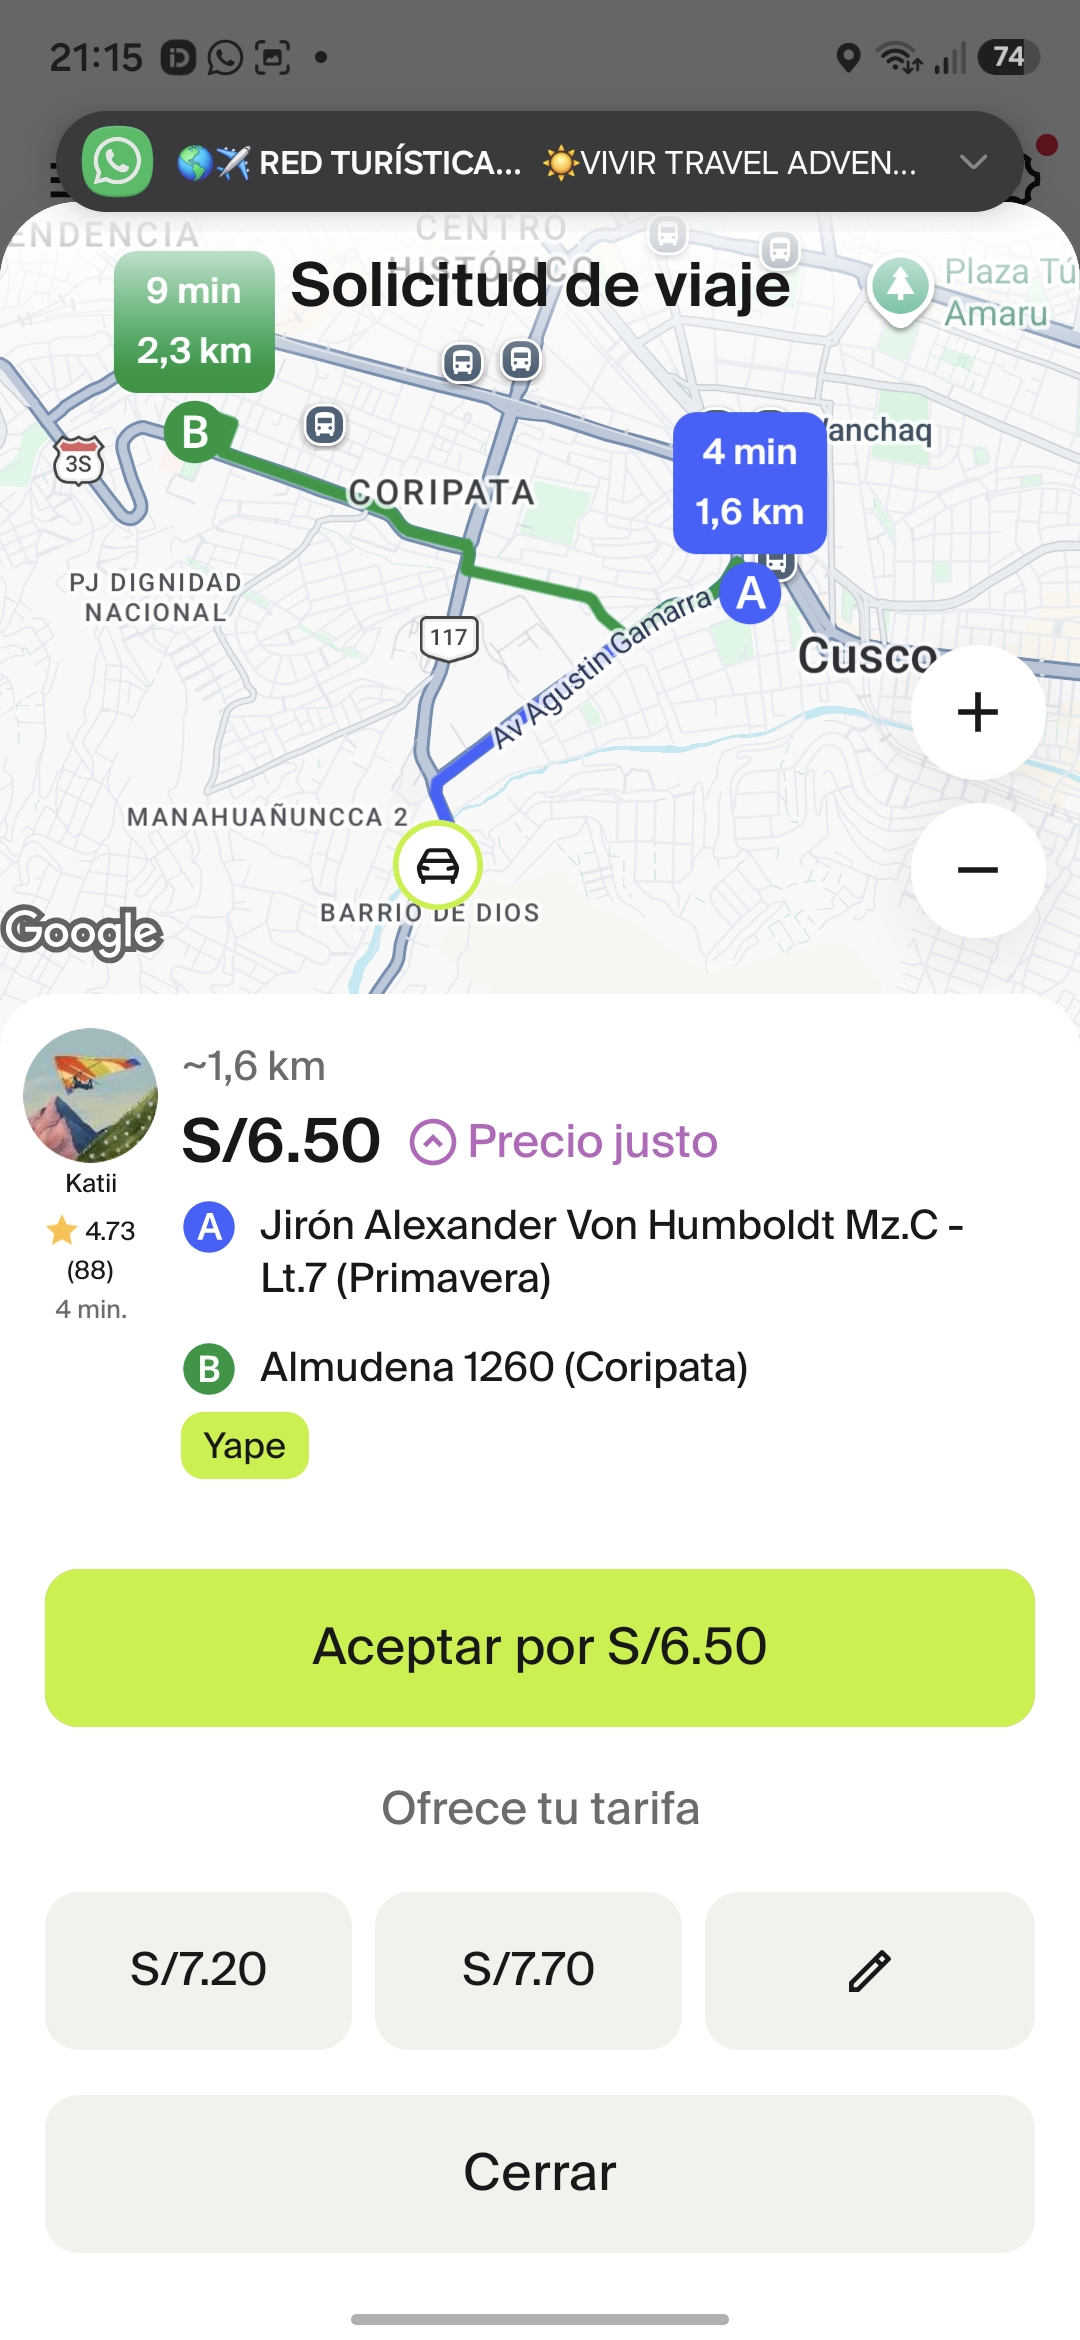 21:15
74
RED TURÍSTICA... VIVIR TRAVEL ADVEN...
ENDENCIA
CENTRO
HISTÓRICO
Solicitud de viaje
9 min
2,3 km
Plaza Tú
Amaru
B
3S
CORIPATA
4 min
1,6 km
Wanchaq
A
PJ DIGNIDAD
NACIONAL
117
Av Agustin Gamarra
Cusco
+
−
MANAHUAÑUNCCA 2
BARRIO DE DIOS
Google
~1,6 km
S/6.50 Precio justo
Katii
4.73
(88)
4 min.
A Jirón Alexander Von Humboldt Mz.C -
Lt.7 (Primavera)
B Almudena 1260 (Coripata)
Yape
Aceptar por S/6.50
Ofrece tu tarifa
S/7.20
S/7.70
Cerrar